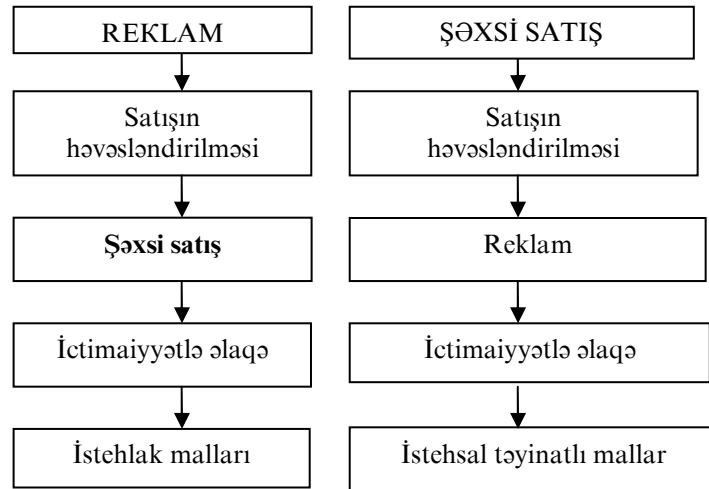 REKLAM
Satışın
həvəsləndirilməsi
Şəxsi satış
İctimaiyyətlə əlaqə
İstehlak malları
ŞƏXSİ SATIŞ
Satışın
həvəsləndirilməsi
Reklam
İctimaiyyətlə əlaqə
İstehsal təyinatlı mallar